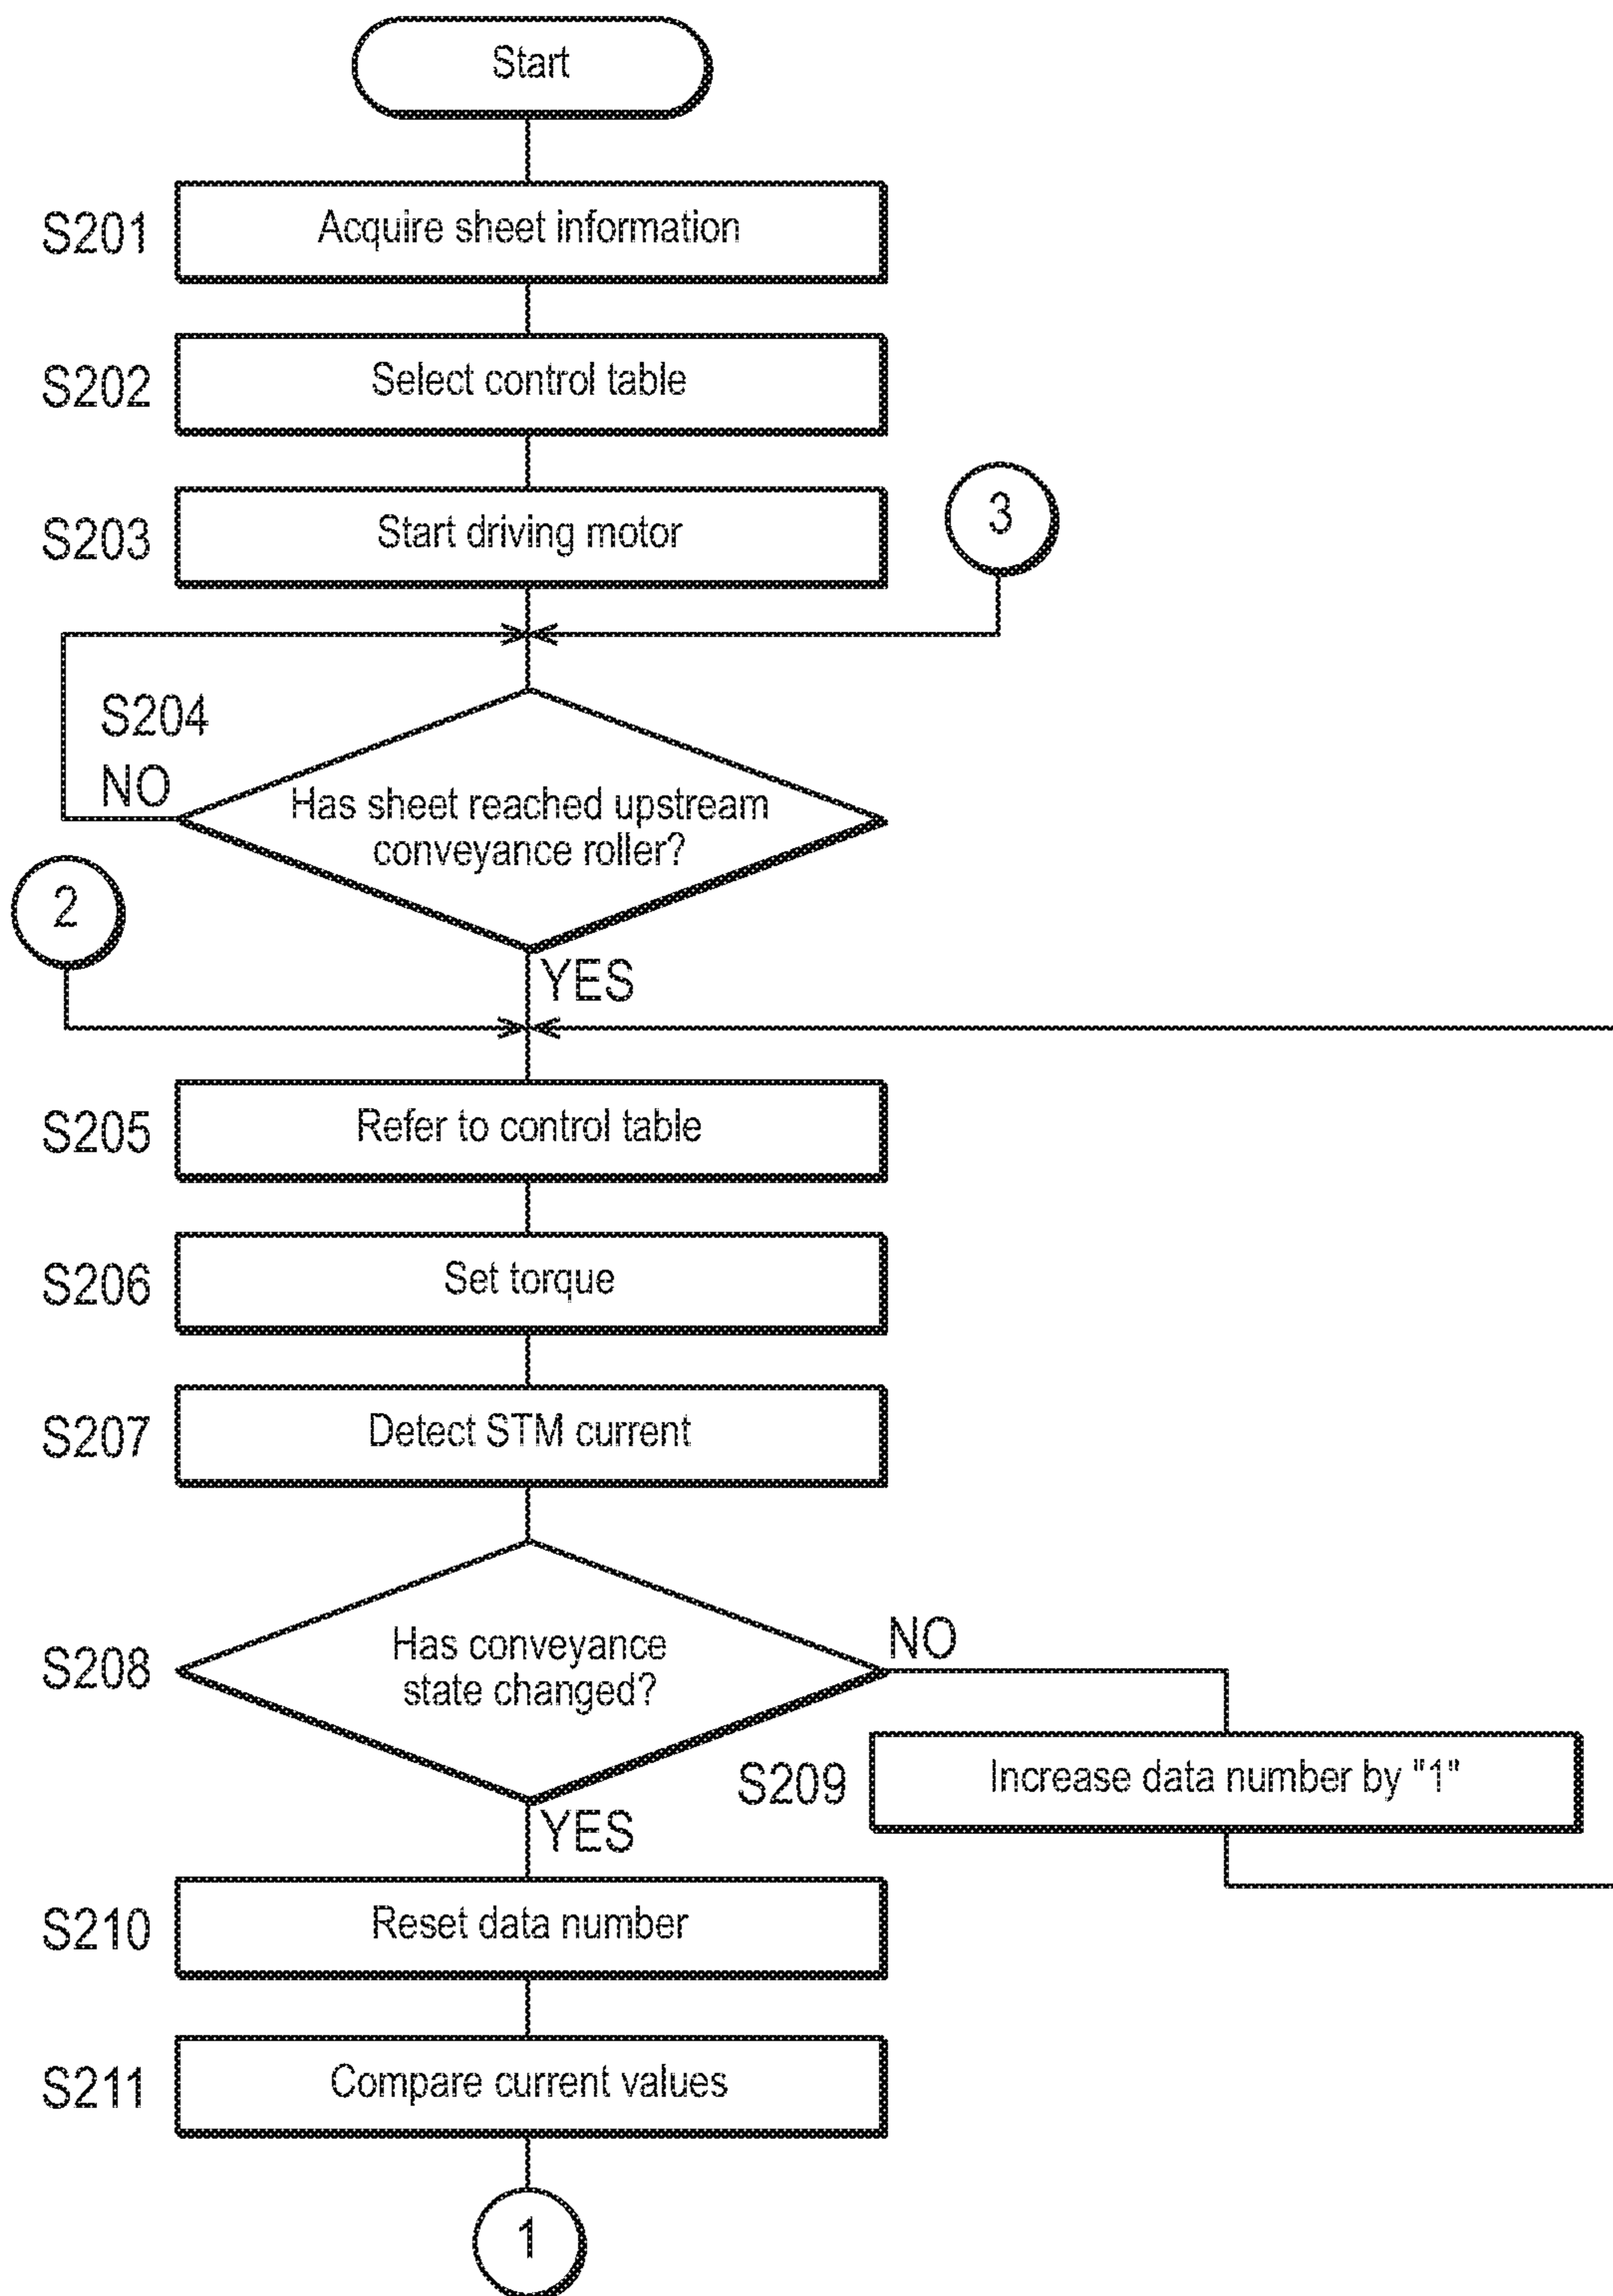 Start
S201
Acquire sheet information
S202
Select control table
S203
Start driving motor
3
S204
NO
Has sheet reached upstream
conveyance roller?
2
YES
S205
Refer to control table
S206
Set torque
S207
Detect STM current
S208
Has conveyance
state changed?
NO
S209
Increase data number by "1"
YES
S210
Reset data number
S211
Compare current values
1